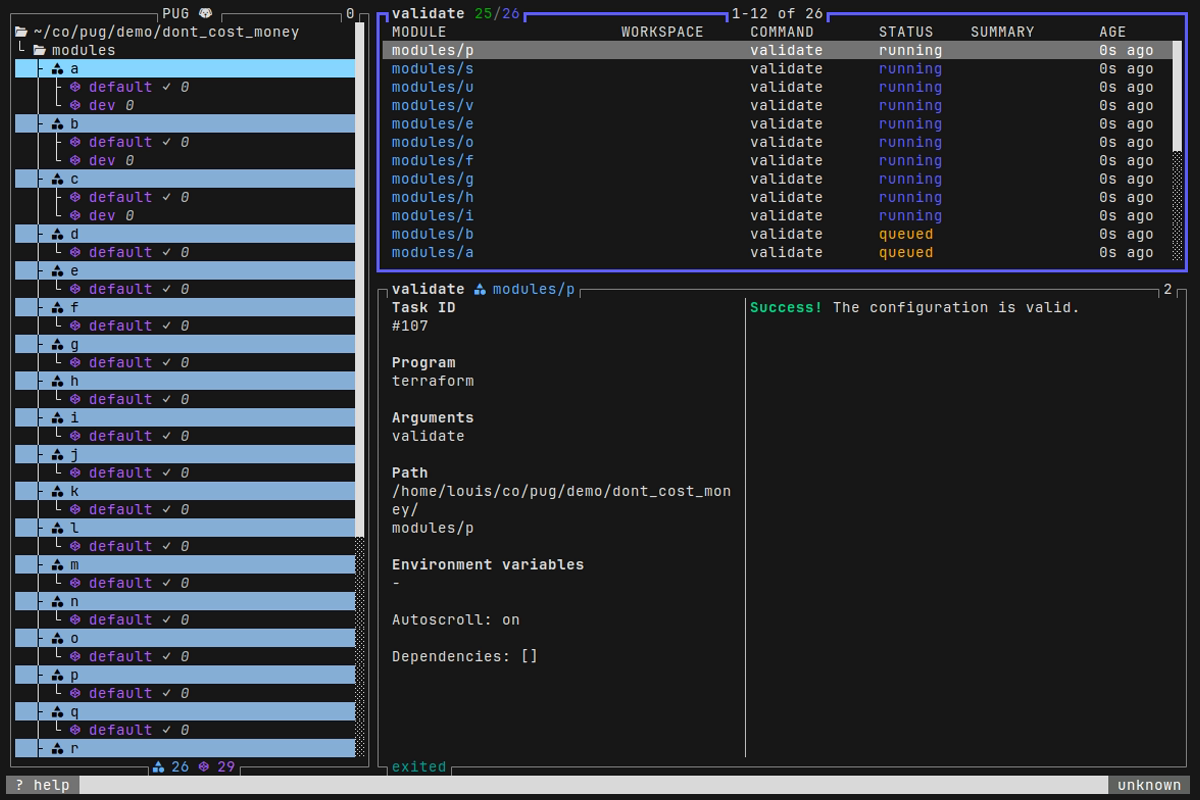 PUG 0
~/co/pug/demo/dont_cost_money
modules
a
default ✓ 0
dev 0
b
default ✓ 0
dev 0
c
default ✓ 0
dev 0
d
default ✓ 0
e
default ✓ 0
f
default ✓ 0
g
default ✓ 0
h
default ✓ 0
i
default ✓ 0
j
default ✓ 0
k
default ✓ 0
l
default ✓ 0
m
default ✓ 0
n
default ✓ 0
o
default ✓ 0
p
default ✓ 0
q
default ✓ 0
r
26 29
validate 25/26 1-12 of 26
MODULE WORKSPACE COMMAND STATUS SUMMARY AGE
modules/p validate running 0s ago
modules/s validate running 0s ago
modules/u validate running 0s ago
modules/v validate running 0s ago
modules/e validate running 0s ago
modules/o validate running 0s ago
modules/f validate running 0s ago
modules/g validate running 0s ago
modules/h validate running 0s ago
modules/i validate running 0s ago
modules/b validate queued 0s ago
modules/a validate queued 0s ago
validate modules/p 2
Task ID
#107
Program
terraform
Arguments
validate
Path
/home/louis/co/pug/demo/dont_cost_mon
ey/
modules/p
Environment variables
-
Autoscroll: on
Dependencies: []
Success! The configuration is valid.
exited
? help unknown